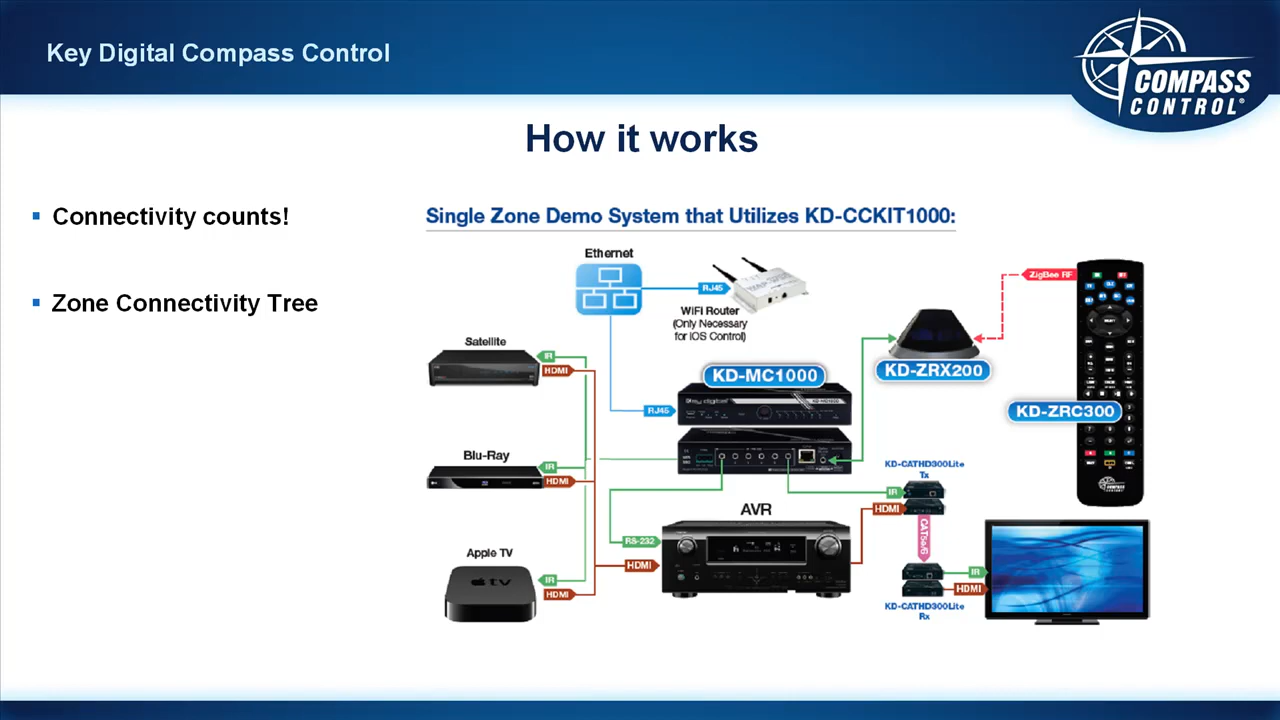 Key Digital Compass Control
COMPASS
CONTROL®
How it works
Connectivity counts!
Zone Connectivity Tree
Single Zone Demo System that Utilizes KD-CCKIT1000:
Ethernet
RJ45
WiFi Router
(Only Necessary
for iOS Control)
ZigBee RF
Satellite
IR
HDMI
KD-MC1000
KD-ZRX200
RJ45
KD-ZRC300
Blu-Ray
IR
HDMI
KD-CATHD300Lite
Tx
IR
HDMI
AVR
RS-232
HDMI
CAT5e/6
Apple TV
IR
HDMI
tv
IR
HDMI
KD-CATHD300Lite
Rx